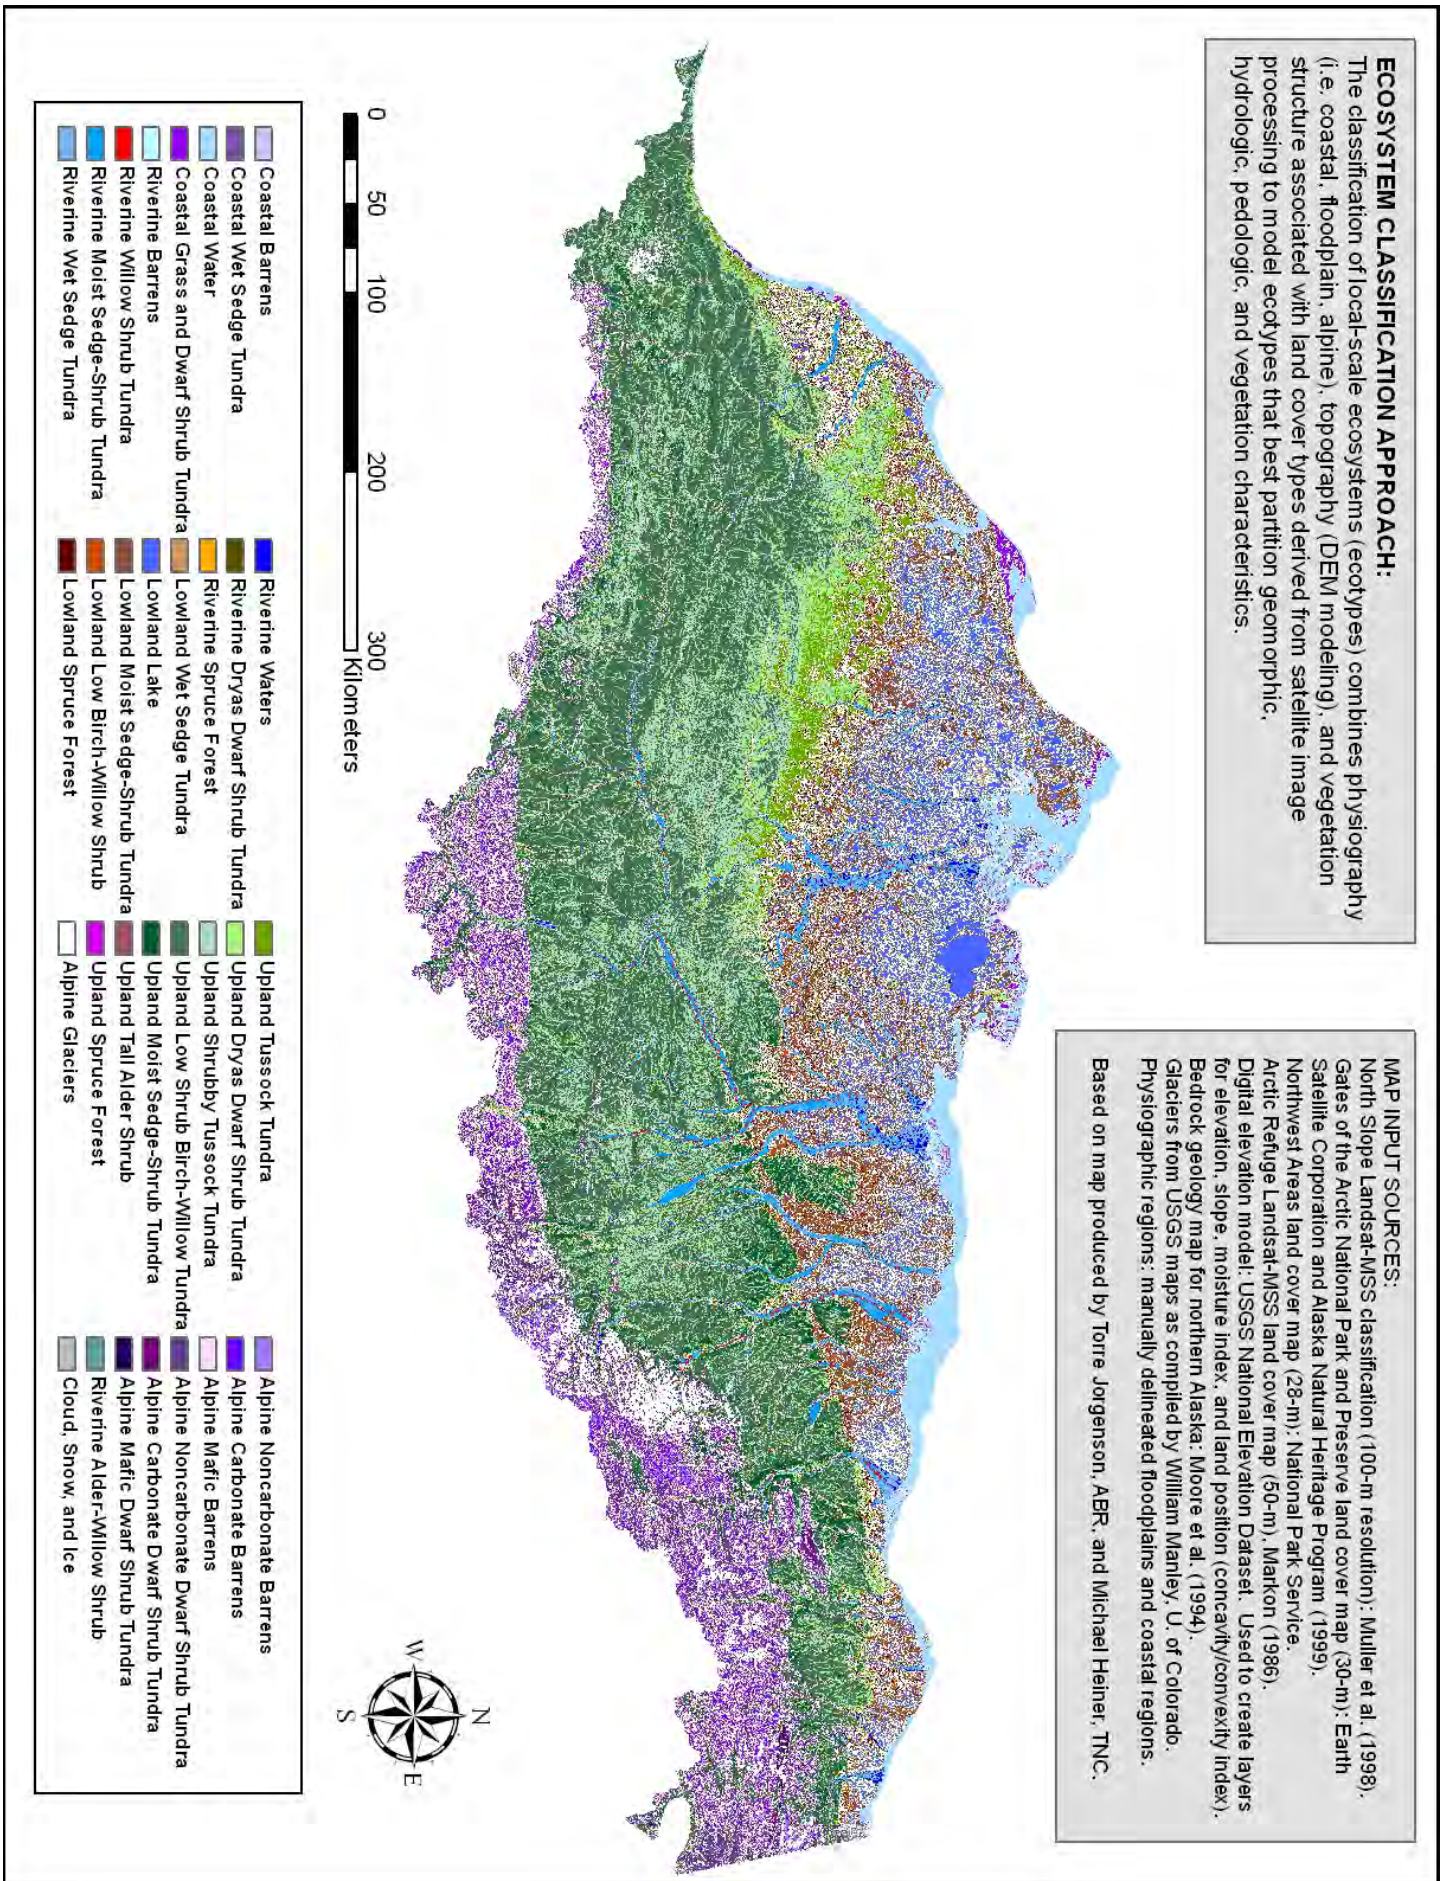 ECOSYSTEM CLASSIFICATION APPROACH:
The classification of local-scale ecosystems (ecotypes) combines physiography
(i.e. coastal, floodplain, alpine), topography (DEM modeling), and vegetation
structure associated with land cover types derived from satellite image
processing to model ecotypes that best partition geomorphic,
hydrologic, pedologic, and vegetation characteristics.
MAP INPUT SOURCES:
North Slope Landsat-MSS classification (100-m resolution): Muller et al. (1998).
Gates of the Arctic National Park and Preserve land cover map (30-m): Earth
Satellite Corporation and Alaska Natural Heritage Program (1999).
Northwest Areas land cover map (28-m): National Park Service.
Arctic Refuge Landsat-MSS land cover map (50-m), Markon (1986).
Digital elevation model: USGS National Elevation Dataset. Used to create layers
for elevation, slope, moisture index, and land position (concavity/convexity index).
Bedrock geology map for northern Alaska: Moore et al. (1994).
Glaciers from USGS maps as compiled by William Manley, U. of Colorado.
Physiographic regions: manually delineated floodplains and coastal regions.
Based on map produced by Torre Jorgenson, ABR, and Michael Heiner, TNC.
N
W
E
S
0 50 100 200 300
Kilometers
Coastal Barrens
Coastal Wet Sedge Tundra
Coastal Water
Coastal Grass and Dwarf Shrub Tundra
Riverine Barrens
Riverine Willow Shrub Tundra
Riverine Moist Sedge-Shrub Tundra
Riverine Wet Sedge Tundra
Riverine Waters
Riverine Dryas Dwarf Shrub Tundra
Riverine Spruce Forest
Lowland Wet Sedge Tundra
Lowland Lake
Lowland Moist Sedge-Shrub Tundra
Lowland Low Birch-Willow Shrub
Lowland Spruce Forest
Upland Tussock Tundra
Upland Dryas Dwarf Shrub Tundra
Upland Shrubby Tussock Tundra
Upland Low Shrub Birch-Willow Tundra
Upland Moist Sedge-Shrub Tundra
Upland Tall Alder Shrub
Upland Spruce Forest
Alpine Glaciers
Alpine Noncarbonate Barrens
Alpine Carbonate Barrens
Alpine Mafic Barrens
Alpine Noncarbonate Dwarf Shrub Tundra
Alpine Carbonate Dwarf Shrub Tundra
Alpine Mafic Dwarf Shrub Tundra
Riverine Alder-Willow Shrub
Cloud, Snow, and Ice